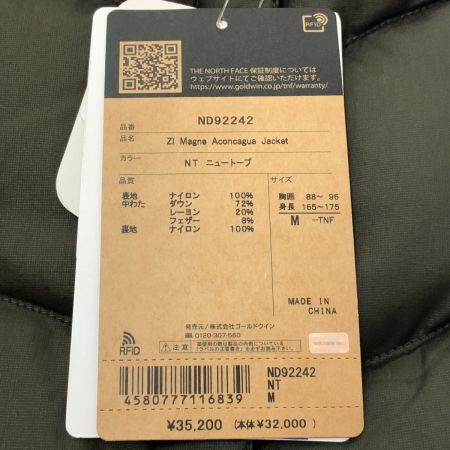 RFID
THE NORTH FACE 保証制度については
ウェブサイトにてご確認いただけます。
https://www.goldwin.co.jp/tnf/warranty/
品番 ND92242
品名 ZI Magne Aconcagua Jacket
カラー NT ニュートープ
品質 サイズ
表地 ナイロン 100% 胸囲 88~ 96
中わた ダウン 72% 身長 165~175
レーヨン 20% M -TNF
フェザー 8%
裏地 ナイロン 100%
MADE IN
CHINA
発売元/株式会社ゴールドウイン
0120-307-560
RFID
注意
ND92242
NT
M
4580777116839
¥35,200 (本体 ¥32,000)